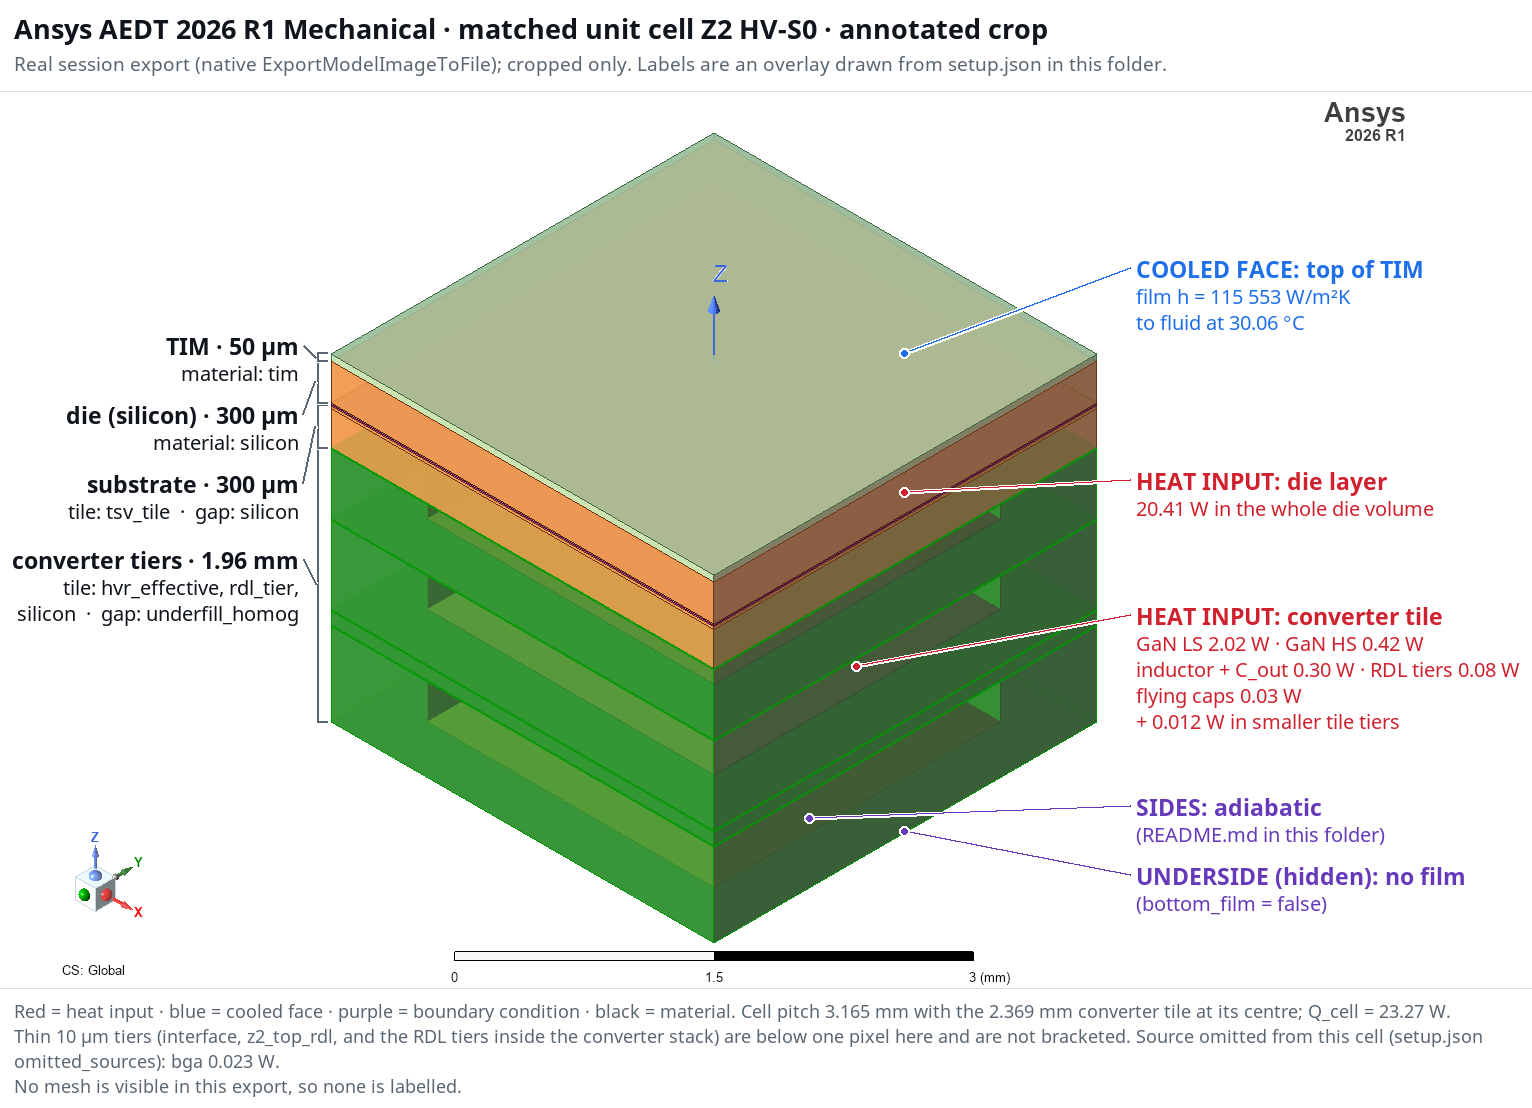 Ansys AEDT 2026 R1 Mechanical · matched unit cell Z2 HV-S0 · annotated crop
Real session export (native ExportModelImageToFile); cropped only. Labels are an overlay drawn from setup.json in this folder.
Ansys
2026 R1
Z
COOLED FACE: top of TIM
film h = 115 553 W/m²K
to fluid at 30.06 °C
TIM · 50 µm
material: tim
die (silicon) · 300 µm
material: silicon
substrate · 300 µm
tile: tsv_tile · gap: silicon
converter tiers · 1.96 mm
tile: hvr_effective, rdl_tier,
silicon · gap: underfill_homog
HEAT INPUT: die layer
20.41 W in the whole die volume
HEAT INPUT: converter tile
GaN LS 2.02 W · GaN HS 0.42 W
inductor + C_out 0.30 W · RDL tiers 0.08 W
flying caps 0.03 W
+ 0.012 W in smaller tile tiers
SIDES: adiabatic
(README.md in this folder)
UNDERSIDE (hidden): no film
(bottom_film = false)
Z
Y
X
CS: Global
0
1.5
3 (mm)
Red = heat input · blue = cooled face · purple = boundary condition · black = material. Cell pitch 3.165 mm with the 2.369 mm converter tile at its centre; Q_cell = 23.27 W.
Thin 10 µm tiers (interface, z2_top_rdl, and the RDL tiers inside the converter stack) are below one pixel here and are not bracketed. Source omitted from this cell (setup.json
omitted_sources): bga 0.023 W.
No mesh is visible in this export, so none is labelled.